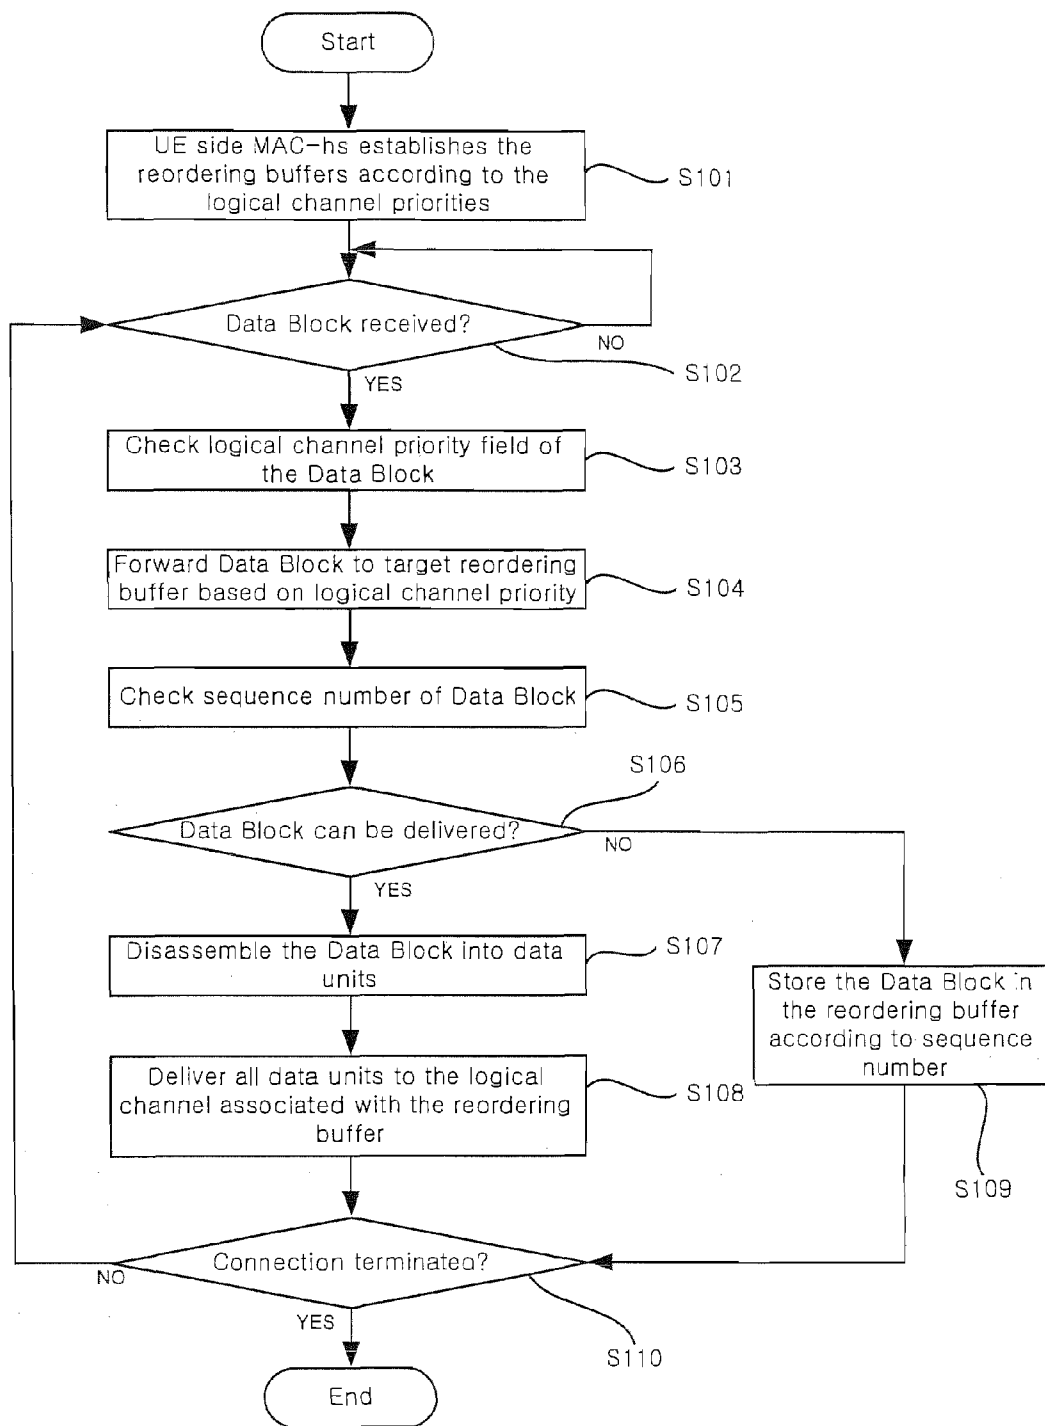 Start
UE side MAC-hs establishes the
reordering buffers according to the
logical channel priorities
S101
Data Block received?
NO
S102
YES
Check logical channel priority field of
the Data Block
S103
Forward Data Block to target reordering
buffer based on logical channel priority
S104
Check sequence number of Data Block
S105
S106
Data Block can be delivered?
NO
YES
Disassemble the Data Block into data
units
S107
Store the Data Block in
the reordering buffer
according to sequence
number
Deliver all data units to the logical
channel associated with the reordering
buffer
S108
S109
Connection terminated?
NO
YES
S110
End